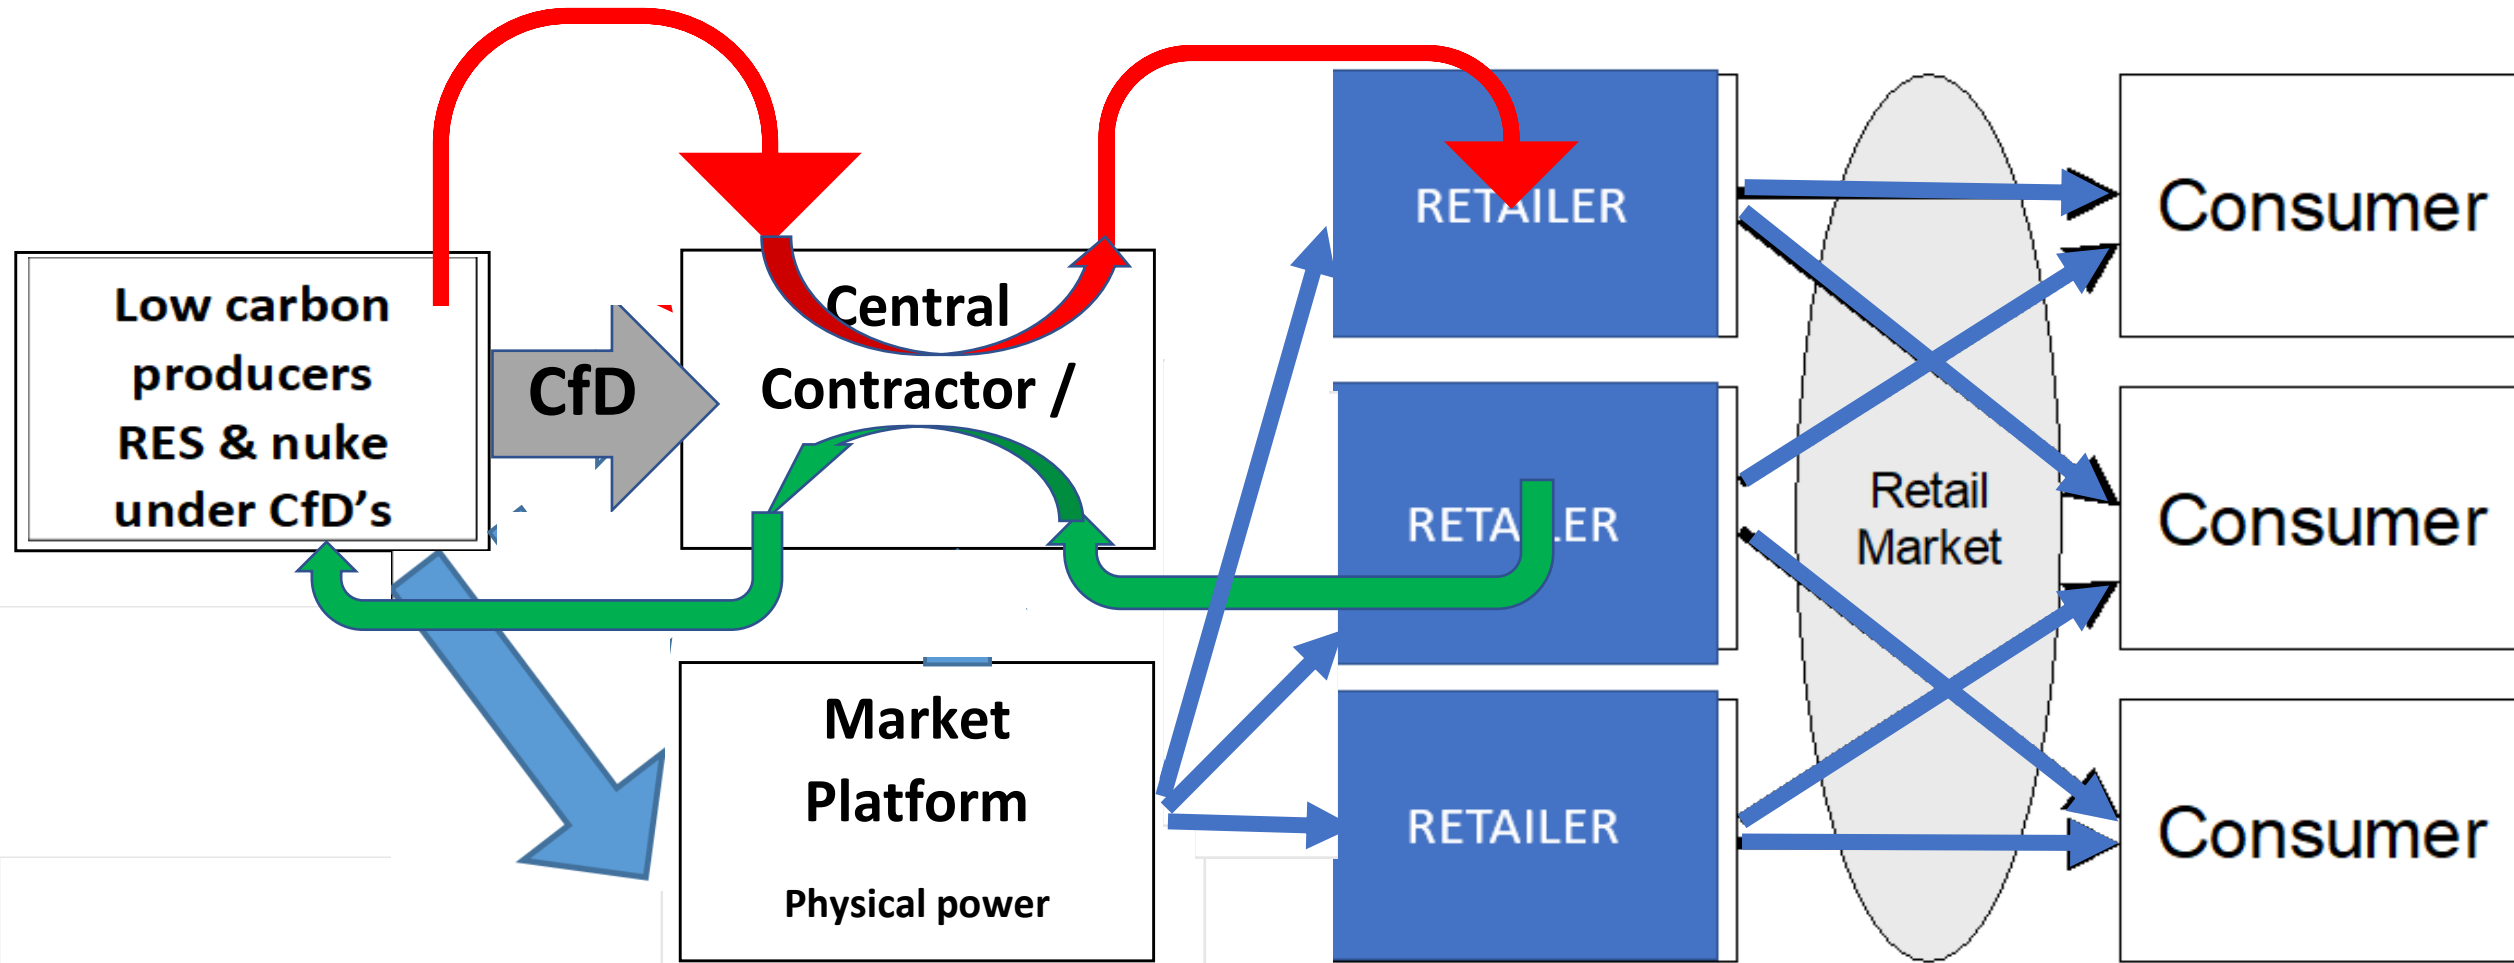 Low carbon
producers
RES & nuke
under CfD's
CfD
Central
Contractor /
Market
Platform
Physical power
RETAILER
RETAILER
RETAILER
Retail
Market
Consumer
Consumer
Consumer